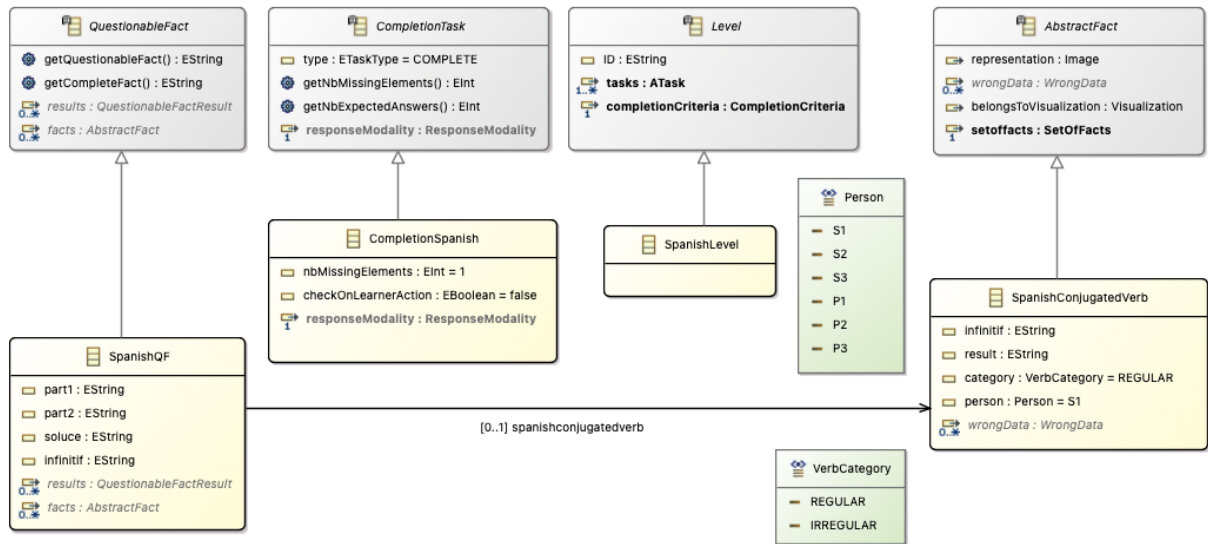 QuestionableFact
getQuestionableFact() : EString
getCompleteFact() : EString
0..*
results : QuestionableFactResult
0..*
facts : AbstractFact
CompletionTask
type : ETaskType = COMPLETE
getNbMissingElements() : EInt
getNbExpectedAnswers() : EInt
1
responseModality : ResponseModality
Level
ID : EString
1..*
tasks : ATask
1
completionCriteria : CompletionCriteria
AbstractFact
representation : Image
0..*
wrongData : WrongData
belongsToVisualization : Visualization
1
setoffacts : SetOfFacts
CompletionSpanish
nbMissingElements : EInt = 1
checkOnLearnerAction : EBoolean = false
1
responseModality : ResponseModality
SpanishLevel
Person
S1
S2
S3
P1
P2
P3
SpanishConjugatedVerb
infinitif : EString
result : EString
category : VerbCategory = REGULAR
person : Person = S1
0..*
wrongData : WrongData
SpanishQF
part1 : EString
part2 : EString
soluce : EString
infinitif : EString
0..*
results : QuestionableFactResult
0..*
facts : AbstractFact
[0..1] spanishconjugatedverb
VerbCategory
REGULAR
IRREGULAR